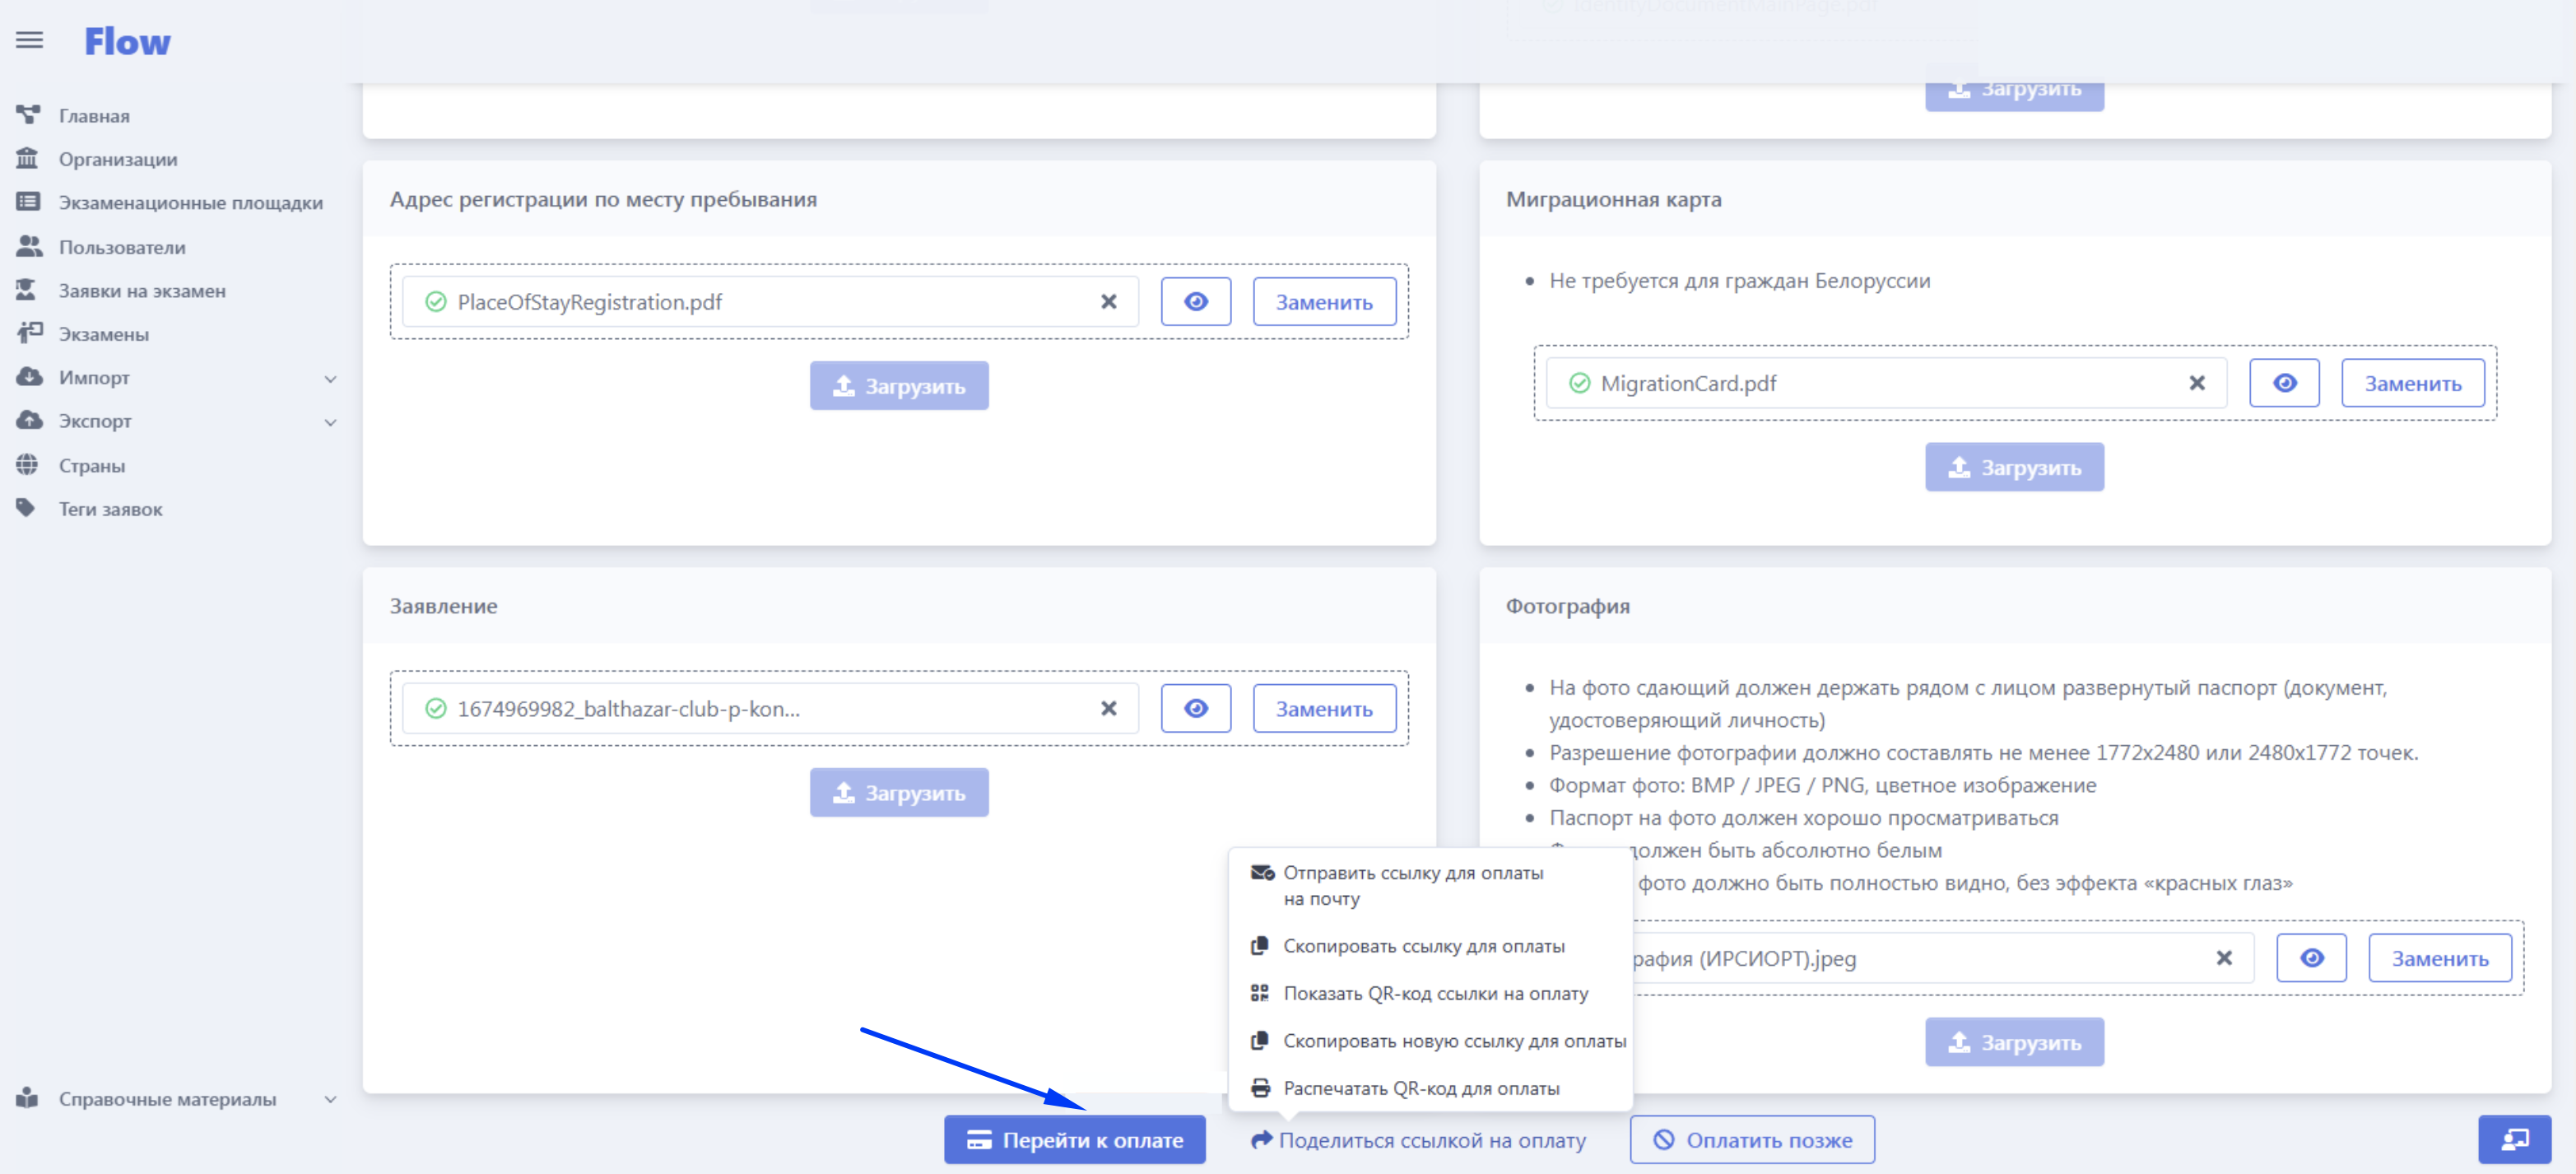 Flow
IdentityDocumentMainPage.pdf
Главная
Организации
Экзаменационные площадки
Пользователи
Заявки на экзамен
Экзамены
Импорт
Экспорт
Страны
Теги заявок
Справочные материалы
Загрузить
Адрес регистрации по месту пребывания
PlaceOfStayRegistration.pdf
Заменить
Загрузить
Миграционная карта
Не требуется для граждан Белоруссии
MigrationCard.pdf
Заменить
Загрузить
Заявление
1674969982_balthazar-club-p-kon...
Заменить
Загрузить
Фотография
На фото сдающий должен держать рядом с лицом развернутый паспорт (документ,
удостоверяющий личность)
Разрешение фотографии должно составлять не менее 1772x2480 или 2480x1772 точек.
Формат фото: BMP / JPEG / PNG, цветное изображение
Паспорт на фото должен хорошо просматриваться
должен быть абсолютно белым
фото должно быть полностью видно, без эффекта «красных глаз»
рафия (ИРСИОРТ).jpeg
Заменить
Загрузить
Отправить ссылку для оплаты
на почту
Скопировать ссылку для оплаты
Показать QR-код ссылки на оплату
Скопировать новую ссылку для оплаты
Распечатать QR-код для оплаты
Перейти к оплате
Поделиться ссылкой на оплату
Оплатить позже